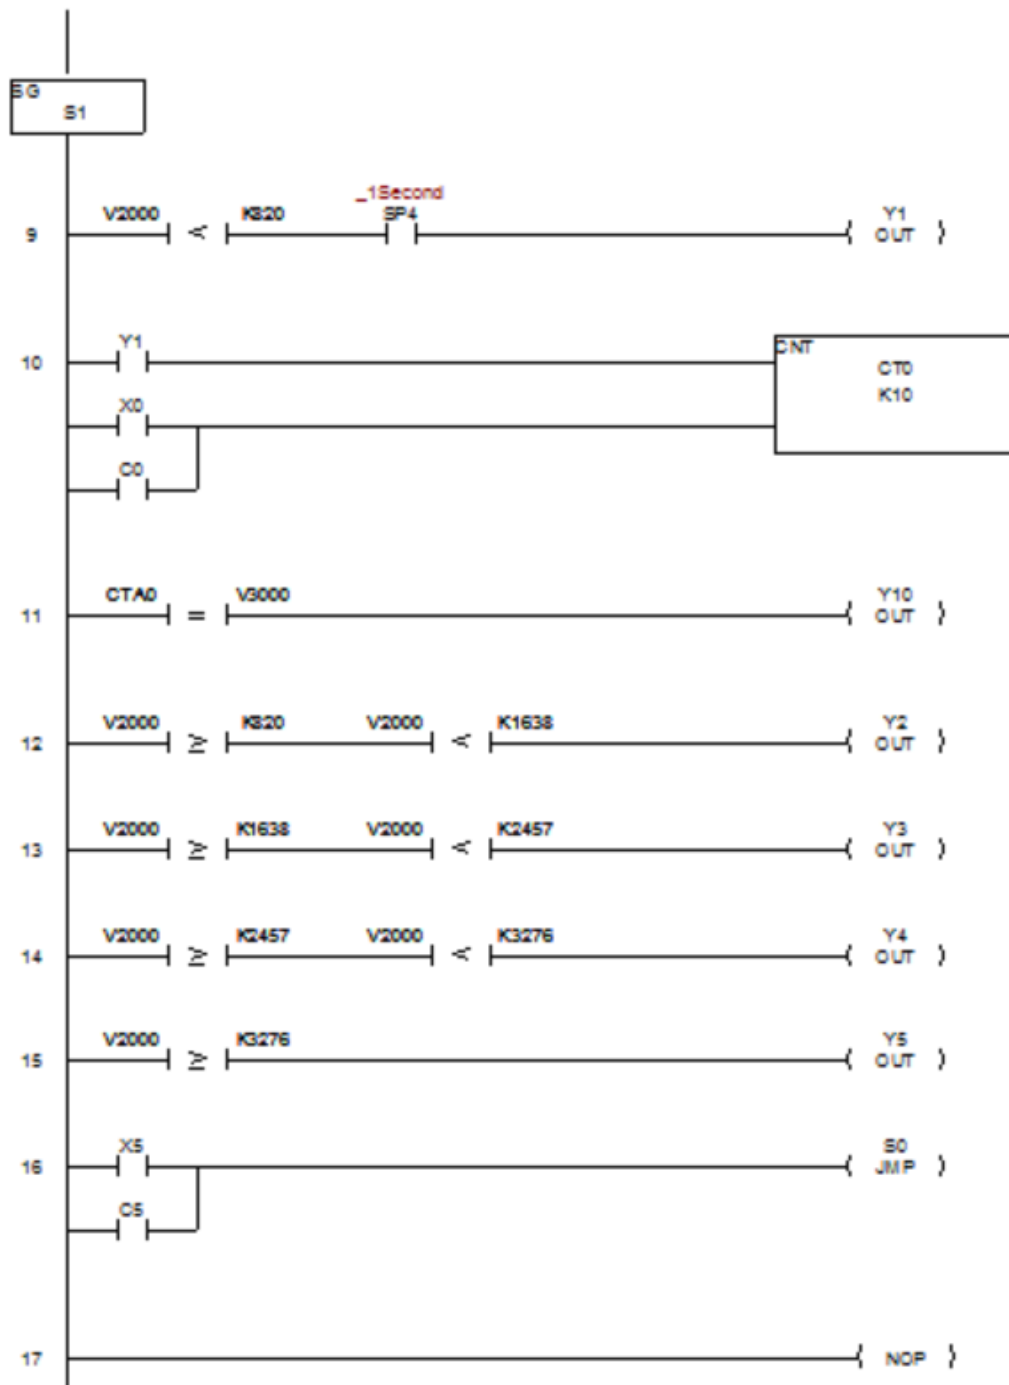 SG
S1
_1Second
V2000 < K820 SP4 Y1
9 OUT
Y1 CNT
10 CT0
K10
X0
C0
CTA0 V3000 Y10
11 = OUT
V2000 K820 V2000 K1638 Y2
12 ≥ < OUT
V2000 K1638 V2000 K2457 Y3
13 ≥ < OUT
V2000 K2457 V2000 K3276 Y4
14 ≥ < OUT
V2000 K3276 Y5
15 ≥ OUT
X5 S0
16 JMP
C5
17 NOP